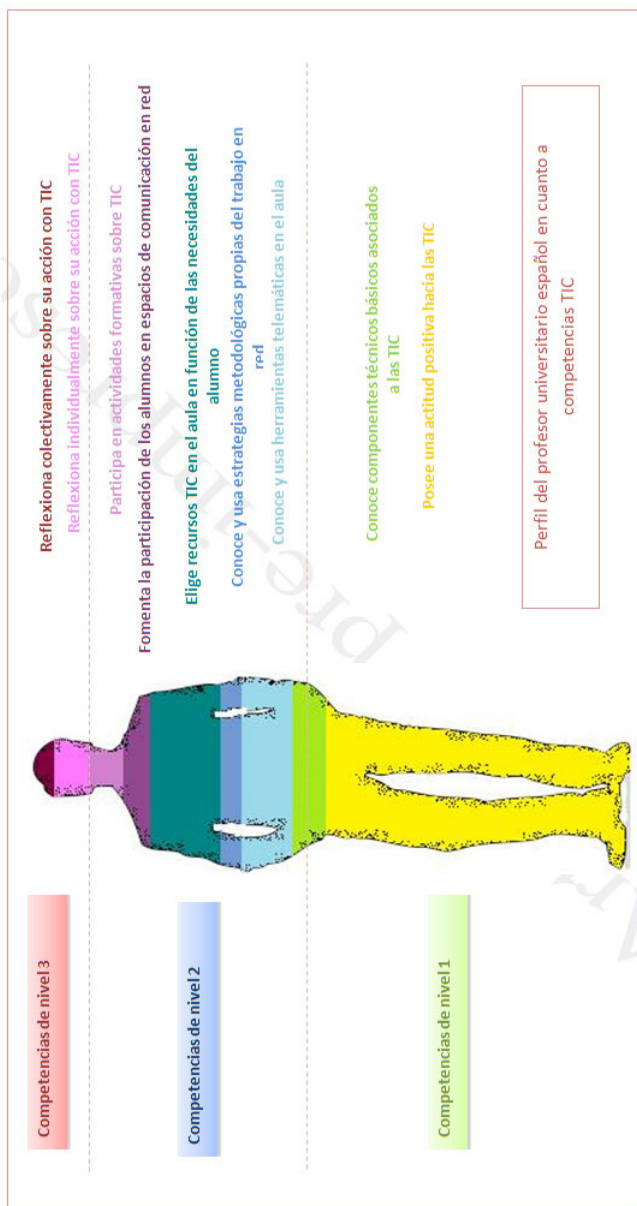 Competencias de nivel 3
Reflexiona colectivamente sobre su acción con TIC
Reflexiona individualmente sobre su acción con TIC
Competencias de nivel 2
Participa en actividades formativas sobre TIC
Fomenta la participación de los alumnos en espacios de comunicación en red
Elige recursos TIC en el aula en función de las necesidades del
alumno
Conoce y usa estrategias metodológicas propias del trabajo en
red
Conoce y usa herramientas telemáticas en el aula
Competencias de nivel 1
Conoce componentes técnicos básicos asociados
a las TIC
Posee una actitud positiva hacia las TIC
Perfil del profesor universitario español en cuanto a
competencias TIC